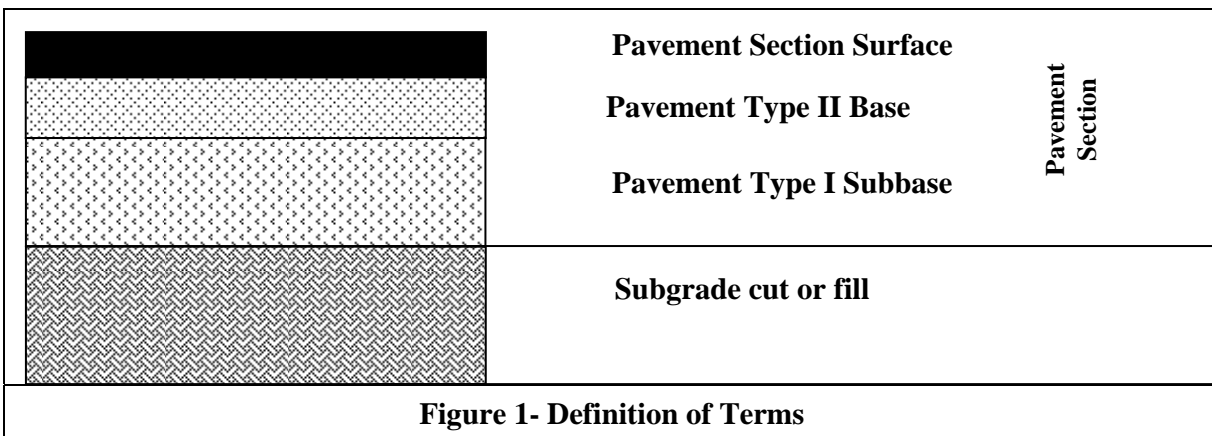 Pavement Section Surface
Pavement Type II Base
Pavement Type I Subbase
Pavement
Section
Subgrade cut or fill
Figure 1- Definition of Terms